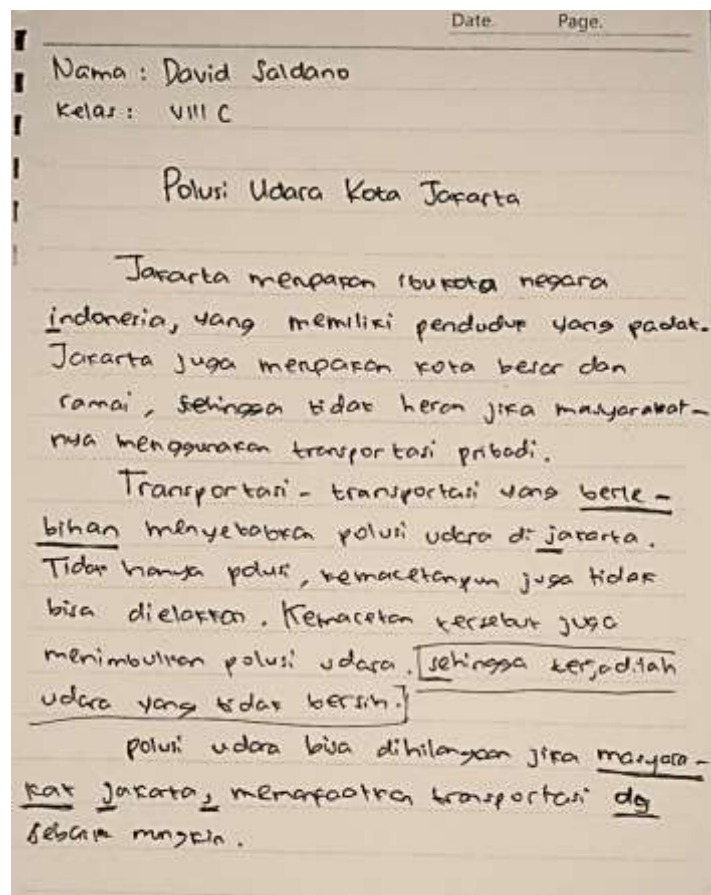 Date. Page.
Nama : David Saldano
Kelas : VIII C
Polusi Udara Kota Jakarta
Jakarta merupakan ibukota negara
indonesia, yang memiliki penduduk yang padat.
Jakarta juga merupakan kota besar dan
ramai, sehingga tidak heran jika masyarakat-
nya menggunakan transportasi pribadi.
Transportasi - transportasi yang berle -
bihan menyebabkan polusi udara di jakarta.
Tidak hanya polusi, kemacetanpun juga tidak
bisa dielakkan. Kemacetan tersebut juga
menimbulkan polusi udara. sehingga terjadilah
udara yang tidak bersih.
polusi udara bisa dihilangkan jika masyara -
kat Jakarta, memanfaatkan transportasi dg
sebaik mungkin.